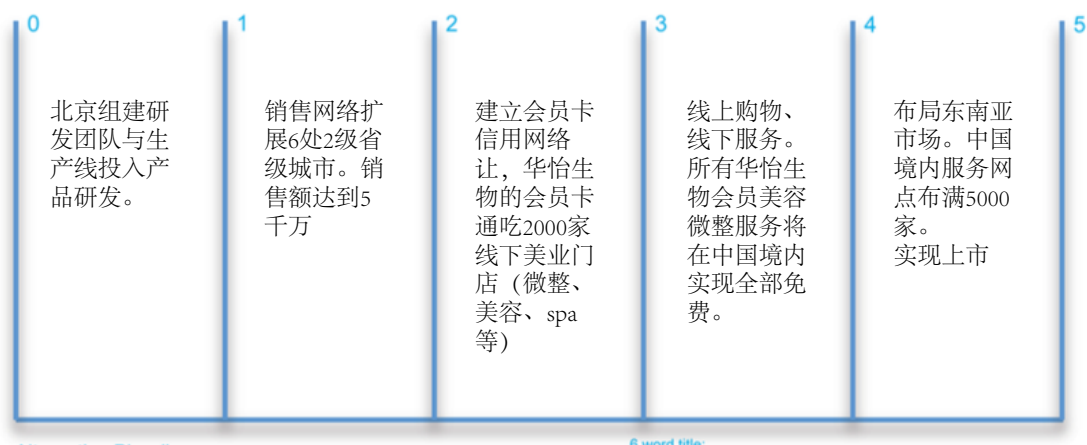 0
1
2
3
4
5
北京组建研
发团队与生
产线投入产
品研发。
销售网络扩
展6处2级省
级城市。销
售额达到5
千万
建立会员卡
信用网络
让，华怡生
物的会员卡
通吃2000家
线下美业门
店（微整、
美容、spa
等）
线上购物、
线下服务。
所有华怡生
物会员美容
微整服务将
在中国境内
实现全部免
费。
布局东南亚
市场。中国
境内服务网
点布满5000
家。
实现上市
6 word title: